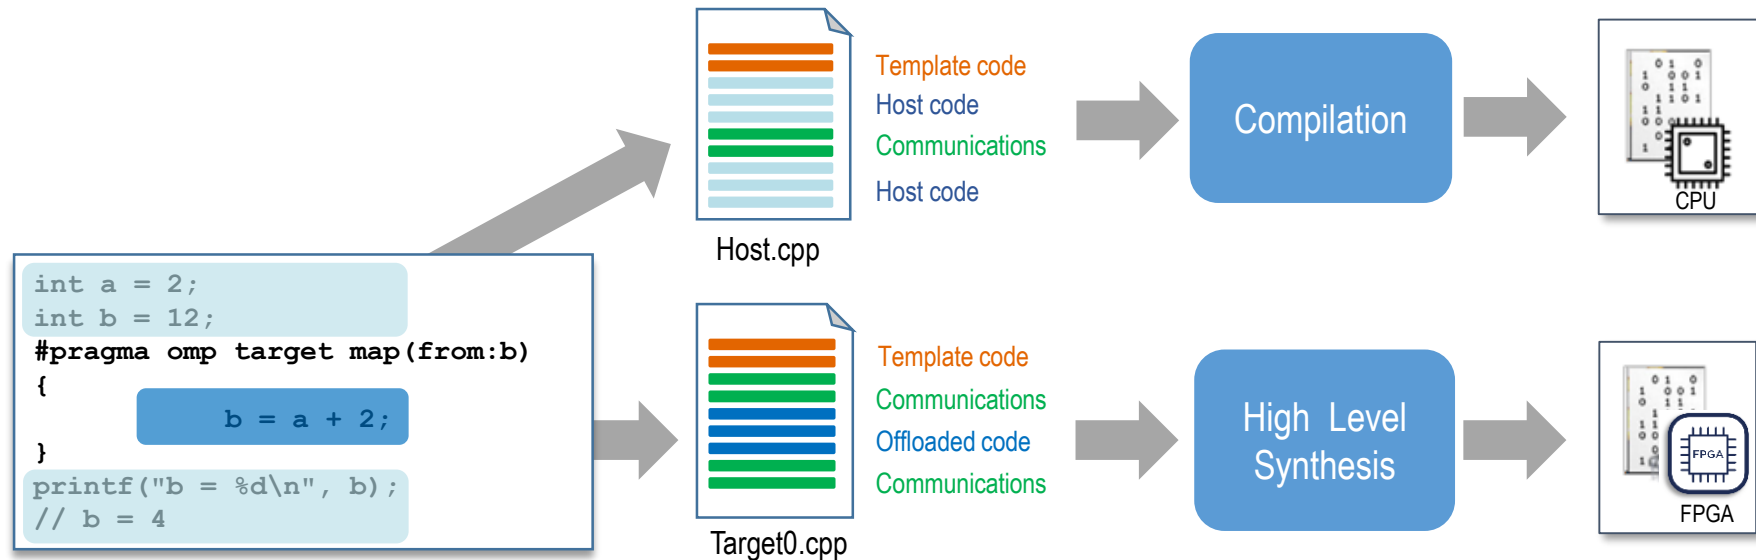 Template code
Host code
Communications
Host code
Host.cpp
Compilation
CPU
int a = 2;
int b = 12;
#pragma omp target map(from:b)
{
b = a + 2;
}
printf("b = %d\n", b);
// b = 4
Template code
Communications
Offloaded code
Communications
Target0.cpp
High Level
Synthesis
FPGA
FPGA